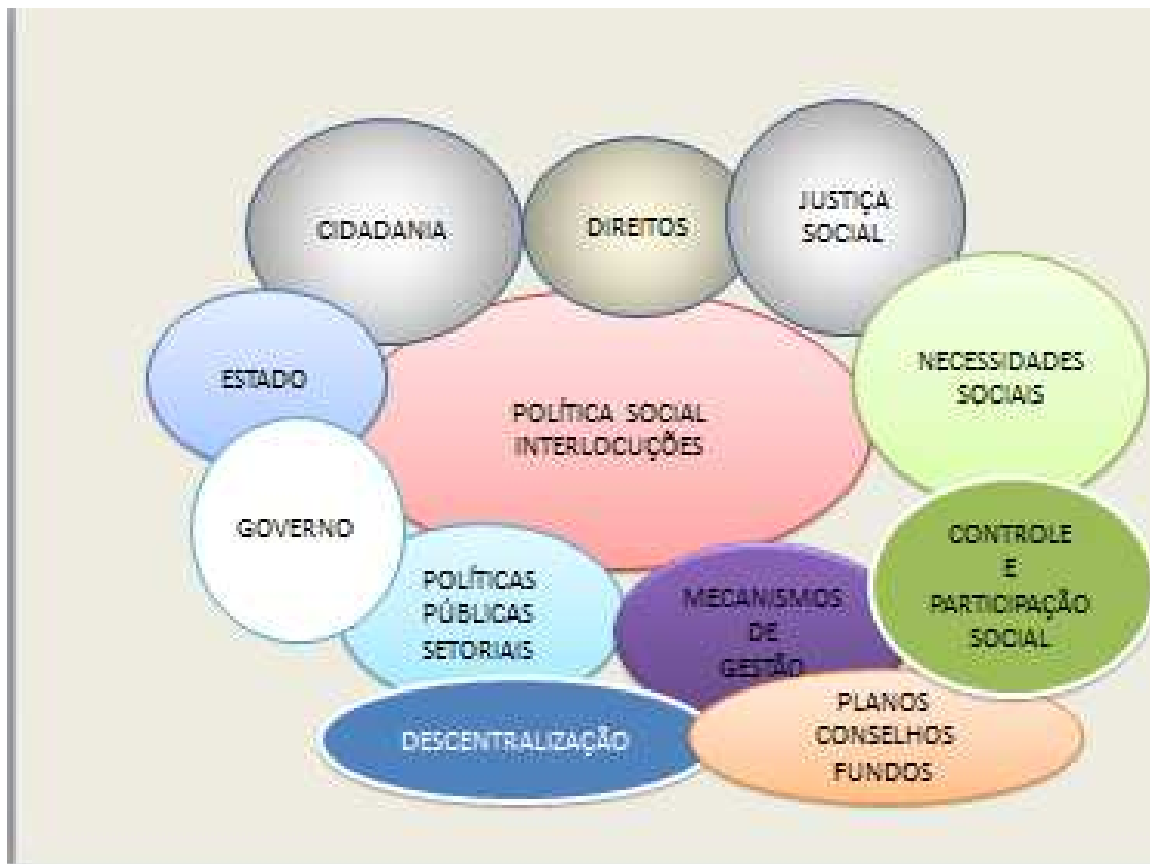 CIDADANIA
DIREITOS
JUSTIÇA
SOCIAL
ESTADO
NECESSIDADES
SOCIAIS
POLÍTICA SOCIAL
INTERLOCUÇÕES
GOVERNO
CONTROLE
E
PARTICIPAÇÃO
SOCIAL
POLÍTICAS
PÚBLICAS
SETORIAIS
MECANISMOS
DE
GESTÃO
DESCENTRALIZAÇÃO
PLANOS
CONSELHOS
FUNDOS